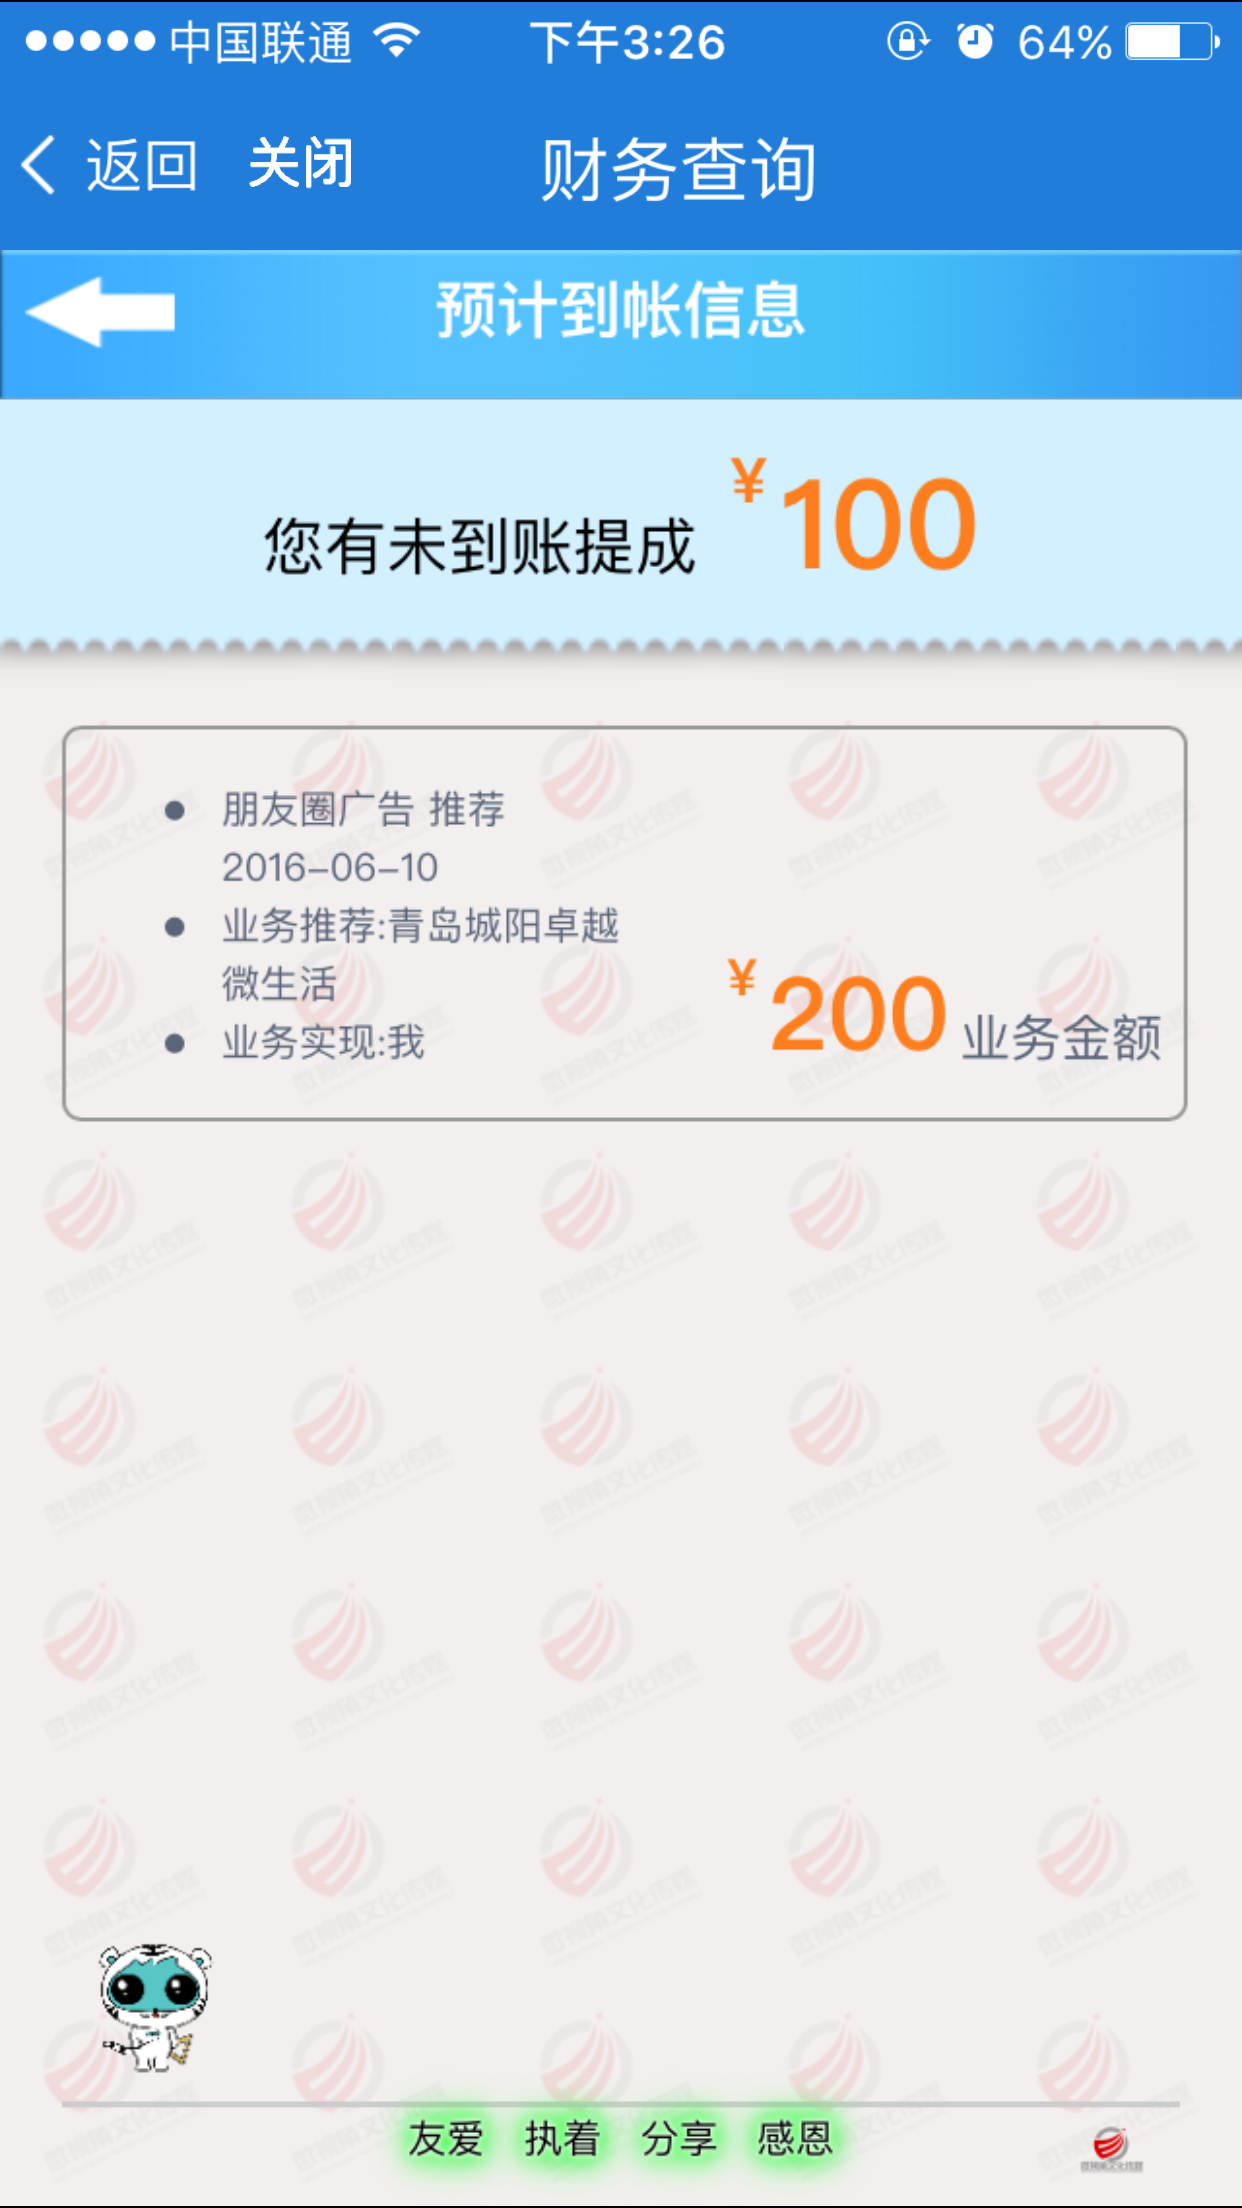 中国联通 下午3:26 64%
返回 关闭 财务查询
预计到帐信息
您有未到账提成 ¥100
朋友圈广告 推荐
2016-06-10
业务推荐:青岛城阳卓越
微生活
业务实现:我
¥200 业务金额
友爱 执着 分享 感恩